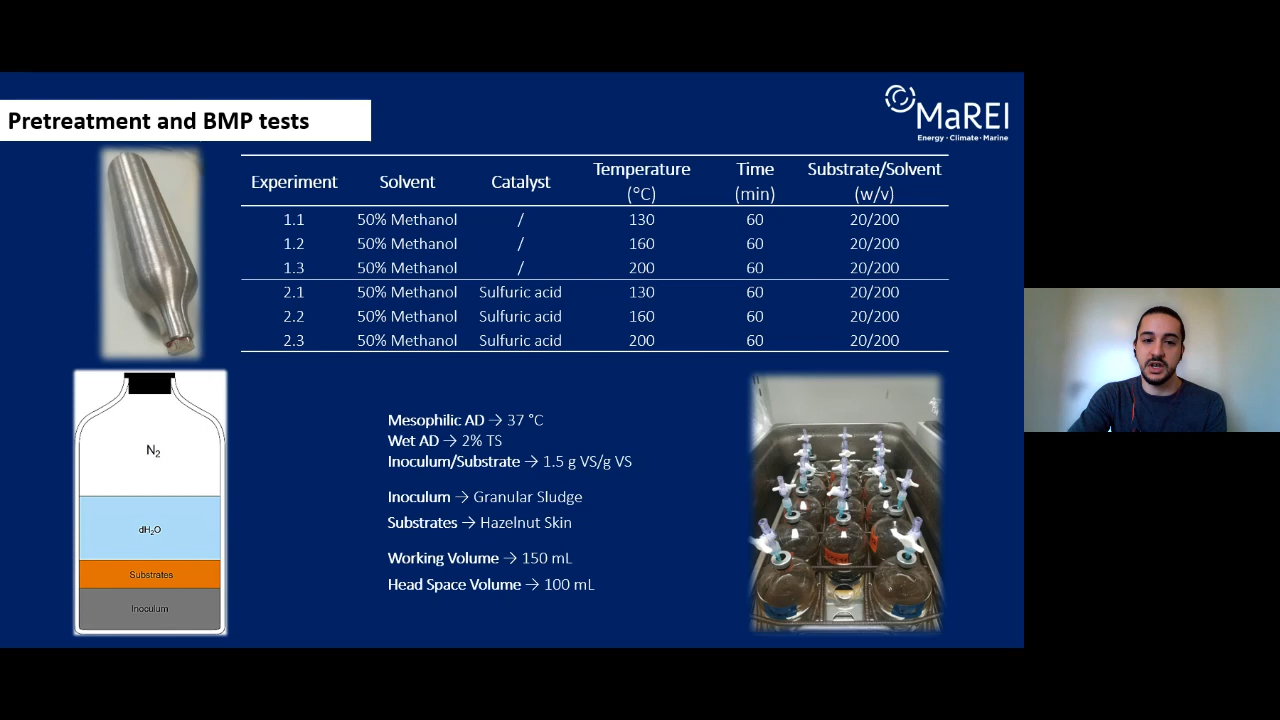 Pretreatment and BMP tests
MaREI
Energy • Climate • Marine
Experiment Solvent Catalyst Temperature (°C) Time (min) Substrate/Solvent (w/v)
1.1 50% Methanol / 130 60 20/200
1.2 50% Methanol / 160 60 20/200
1.3 50% Methanol / 200 60 20/200
2.1 50% Methanol Sulfuric acid 130 60 20/200
2.2 50% Methanol Sulfuric acid 160 60 20/200
2.3 50% Methanol Sulfuric acid 200 60 20/200
N₂
dH₂O
Substrates
Inoculum
Mesophilic AD → 37 °C
Wet AD → 2% TS
Inoculum/Substrate → 1.5 g VS/g VS
Inoculum → Granular Sludge
Substrates → Hazelnut Skin
Working Volume → 150 mL
Head Space Volume → 100 mL